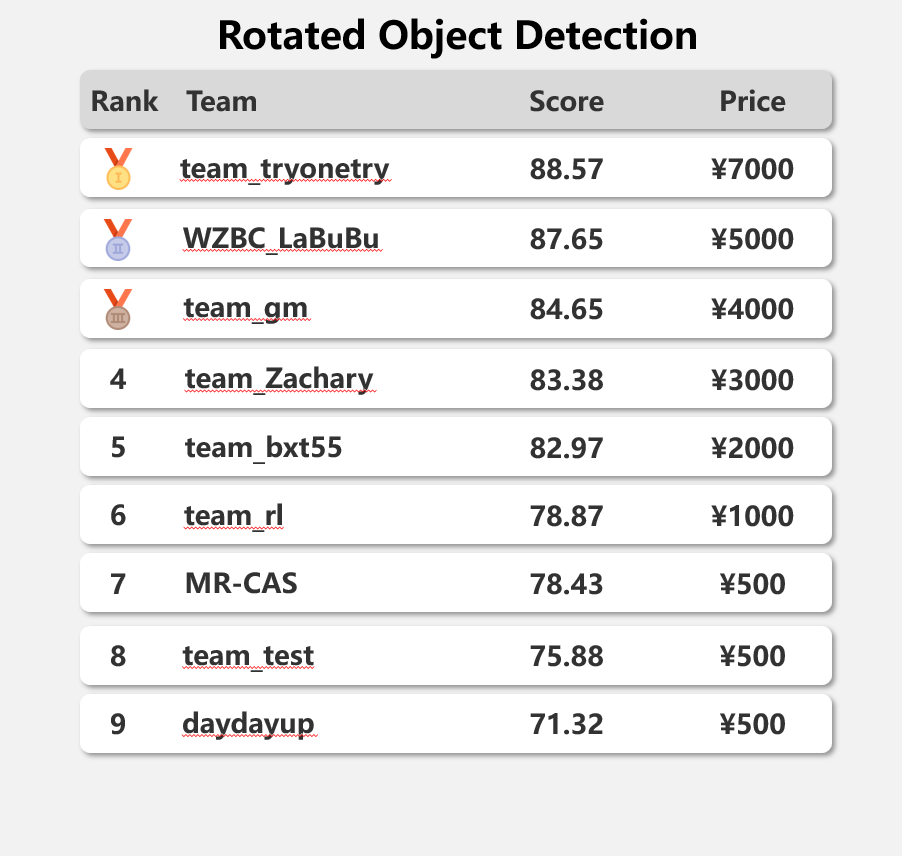 Rotated Object Detection
Rank Team Score Price
I team_tryonetry 88.57 ¥7000
II WZBC_LaBuBu 87.65 ¥5000
III team_gm 84.65 ¥4000
4 team_Zachary 83.38 ¥3000
5 team_bxt55 82.97 ¥2000
6 team_rl 78.87 ¥1000
7 MR-CAS 78.43 ¥500
8 team_test 75.88 ¥500
9 daydayup 71.32 ¥500